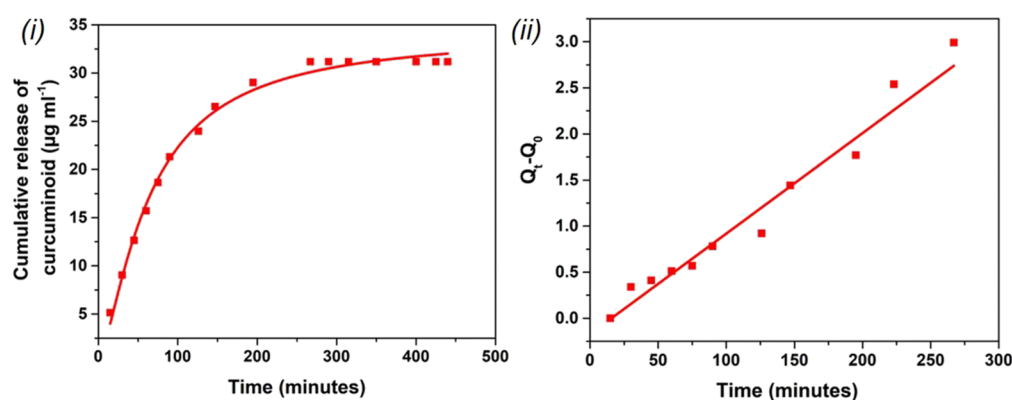 (i)
Cumulative release of
curcuminoid (µg ml⁻¹)
35
30
25
20
15
10
5
0 100 200 300 400 500
Time (minutes)
(ii)
Qₜ-Q₀
3.0
2.5
2.0
1.5
1.0
0.5
0.0
0 50 100 150 200 250 300
Time (minutes)